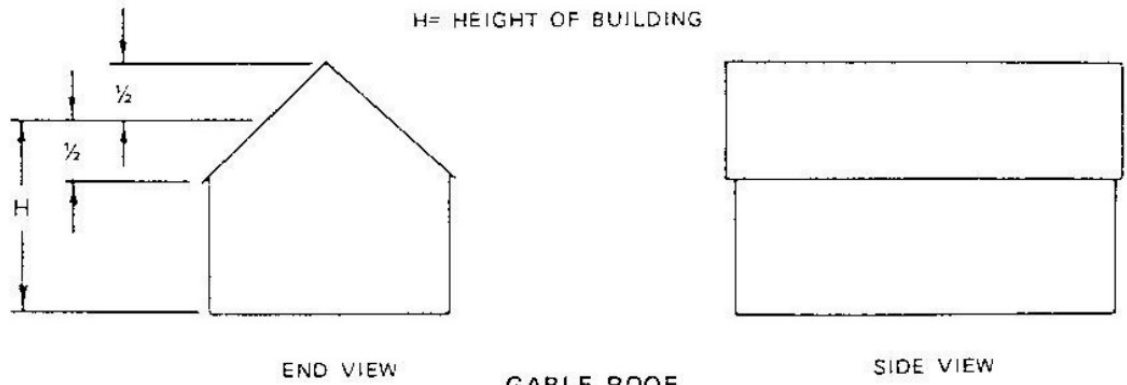 H= HEIGHT OF BUILDING
½
½
H
END VIEW
SIDE VIEW
GABLE ROOF